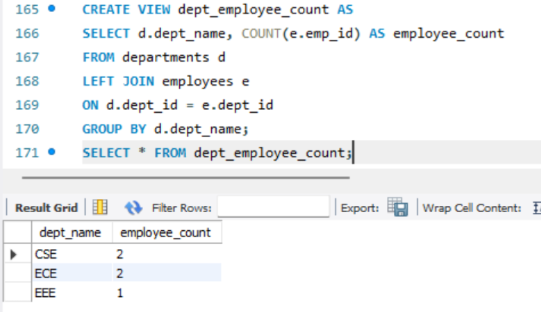 165 CREATE VIEW dept_employee_count AS
166 SELECT d.dept_name, COUNT(e.emp_id) AS employee_count
167 FROM departments d
168 LEFT JOIN employees e
169 ON d.dept_id = e.dept_id
170 GROUP BY d.dept_name;
171 SELECT * FROM dept_employee_count;
Result Grid Filter Rows: Export: Wrap Cell Content:
dept_name employee_count
CSE 2
ECE 2
EEE 1